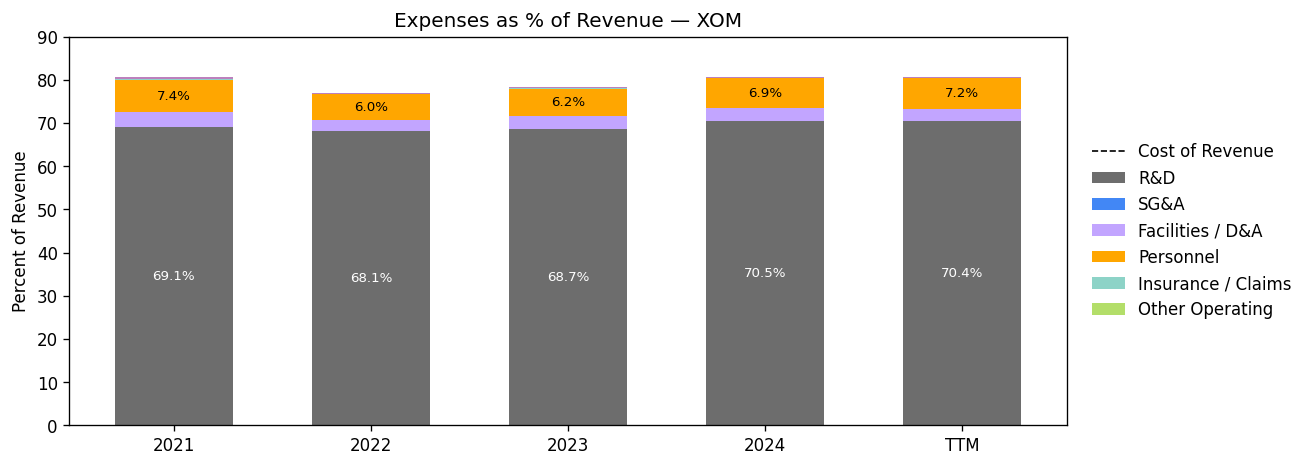 Expenses as % of Revenue — XOM
Percent of Revenue
90
80
70
60
50
40
30
20
10
0
7.4%
6.0%
6.2%
6.9%
7.2%
69.1%
68.1%
68.7%
70.5%
70.4%
2021
2022
2023
2024
TTM
Cost of Revenue
R&D
SG&A
Facilities / D&A
Personnel
Insurance / Claims
Other Operating